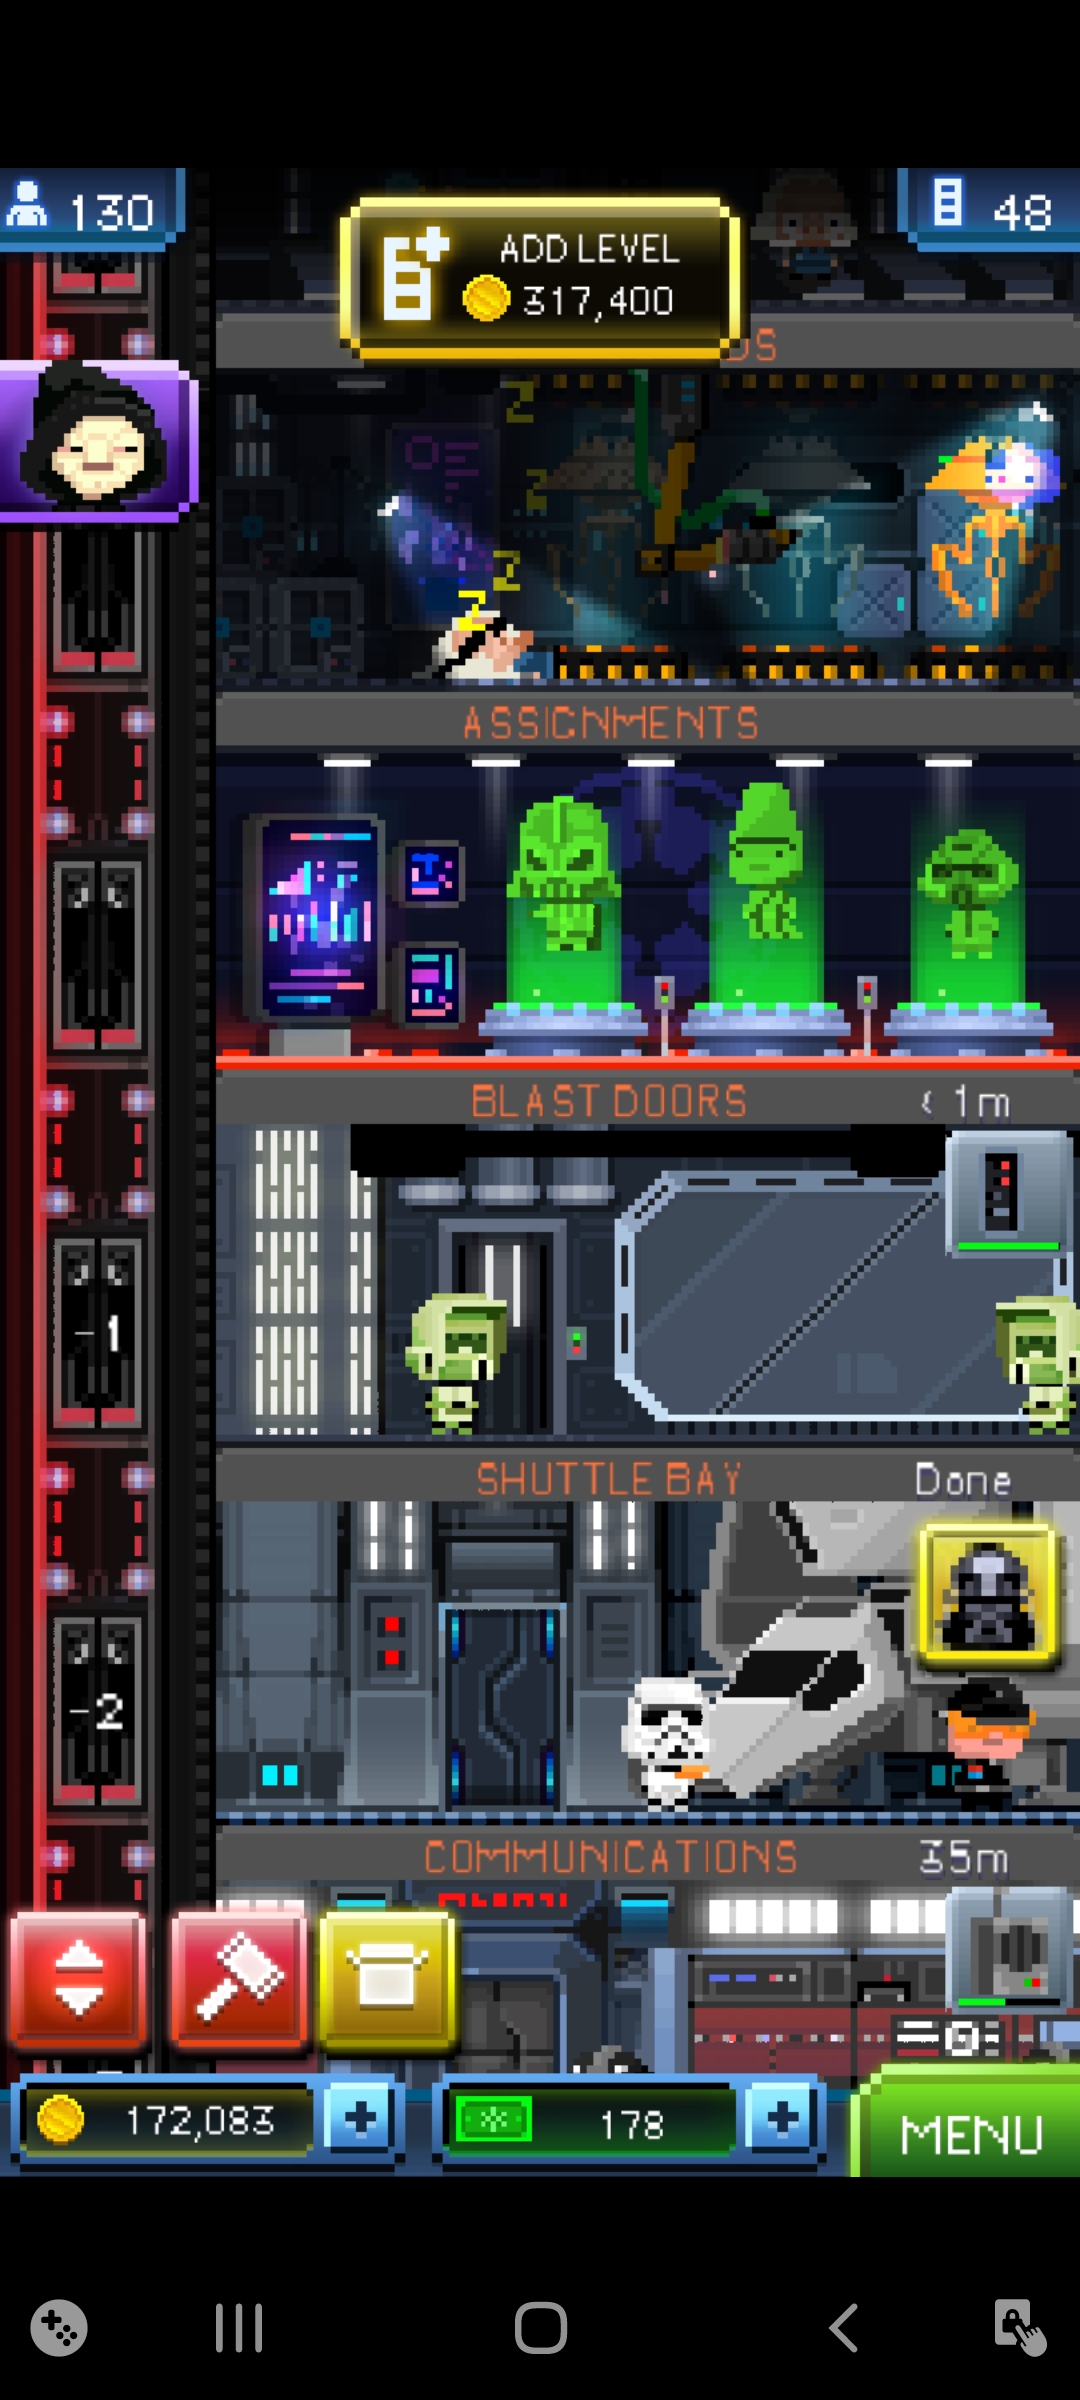 130
ADD LEVEL
317,400
48
DS
Z
Z
Z
Z
ASSIGNMENTS
BLAST DOORS < 1m
-1
SHUTTLE BAY Done
-2
COMMUNICATIONS 35m
172,083
178
MENU